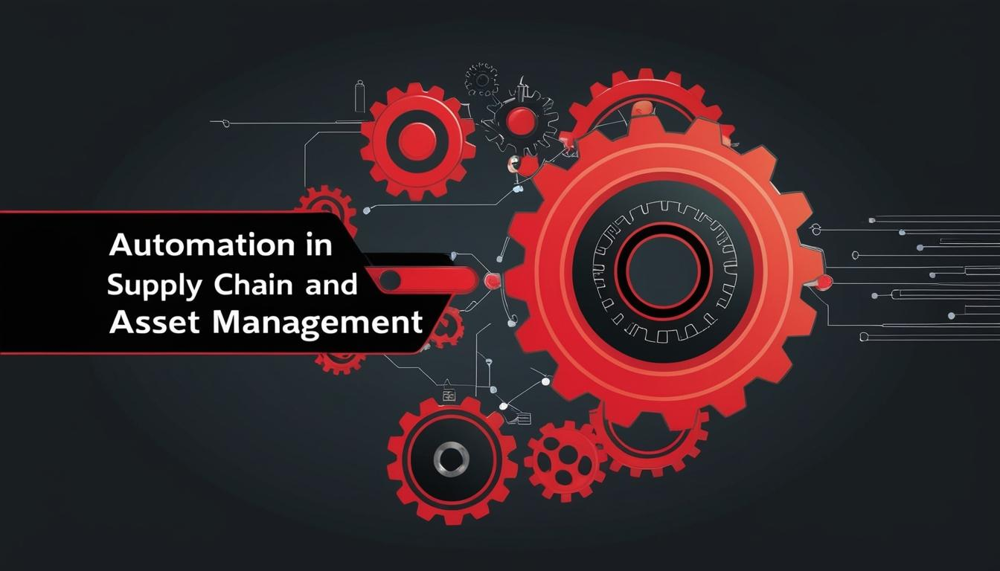 Automation in
Supply Chain and
Asset Management